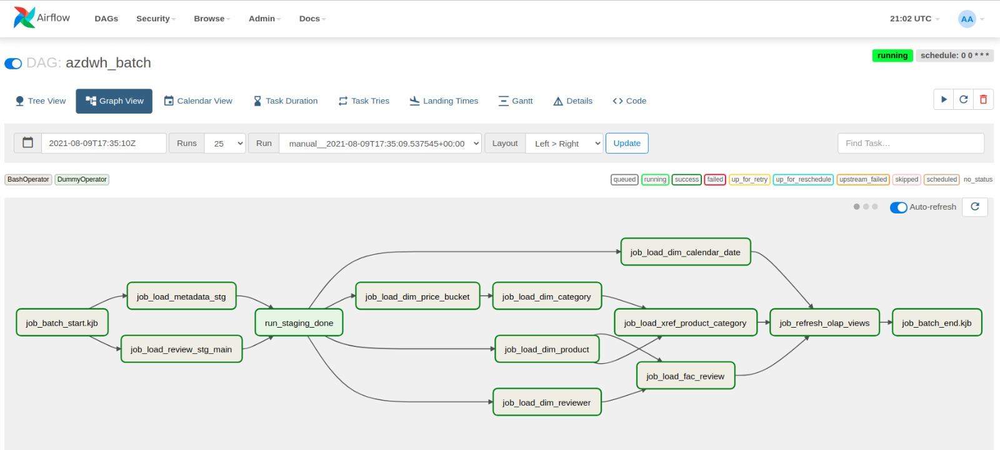 Airflow DAGs Security Browse Admin Docs 21:02 UTC AA
DAG: azdwh_batch running schedule: 0 0 * * *
Tree View Graph View Calendar View Task Duration Task Tries Landing Times Gantt Details Code
2021-08-09T17:35:10Z Runs 25 Run manual__2021-08-09T17:35:09.537545+00:00 Layout Left > Right Update Find Task...
BashOperator DummyOperator queued running success failed up_for_retry up_for_reschedule upstream_failed skipped scheduled no_status
Auto-refresh
job_load_dim_calendar_date
job_load_metadata_stg job_load_dim_price_bucket job_load_dim_category
job_batch_start.kjb run_staging_done job_load_xref_product_category job_refresh_olap_views job_batch_end.kjb
job_load_review_stg_main job_load_dim_product
job_load_fac_review
job_load_dim_reviewer